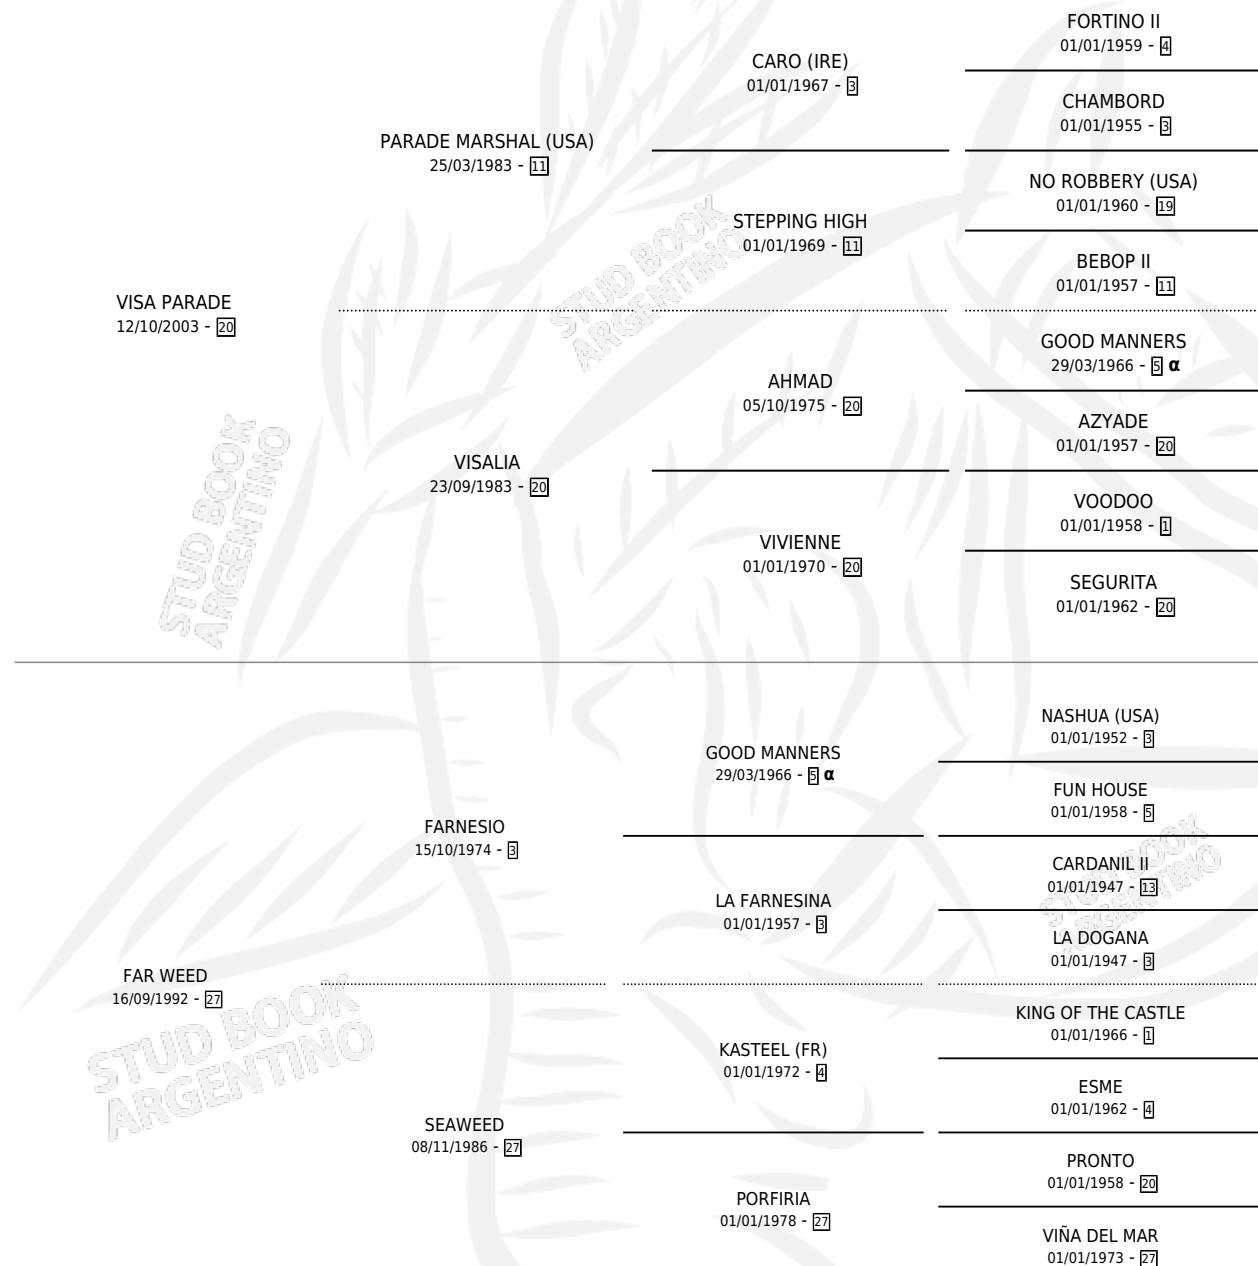 FORTINO II
01/01/1959 - 4
CARO (IRE)
01/01/1967 - 3
CHAMBORD
01/01/1955 - 3
PARADE MARSHAL (USA)
25/03/1983 - 11
NO ROBBERY (USA)
01/01/1960 - 19
STEPPING HIGH
01/01/1969 - 11
BEBOP II
01/01/1957 - 11
VISA PARADE
12/10/2003 - 20
GOOD MANNERS
29/03/1966 - 5 α
AHMAD
05/10/1975 - 20
AZYADE
01/01/1957 - 20
VISALIA
23/09/1983 - 20
VOODOO
01/01/1958 - 1
VIVIENNE
01/01/1970 - 20
SEGURITA
01/01/1962 - 20
NASHUA (USA)
01/01/1952 - 3
GOOD MANNERS
29/03/1966 - 5 α
FUN HOUSE
01/01/1958 - 5
FARNESIO
15/10/1974 - 3
CARDANIL II
01/01/1947 - 13
LA FARNESINA
01/01/1957 - 3
LA DOGANA
01/01/1947 - 3
FAR WEED
16/09/1992 - 27
KING OF THE CASTLE
01/01/1966 - 1
KASTEEL (FR)
01/01/1972 - 4
ESME
01/01/1962 - 4
SEAWEED
08/11/1986 - 27
PRONTO
01/01/1958 - 20
PORFIRIA
01/01/1978 - 27
VIÑA DEL MAR
01/01/1973 - 27
STUD BOOK
ARGENTINO
STUD BOOK
ARGENTINO
STUD BOOK
ARGENTINO
STUD BOOK
ARGENTINO